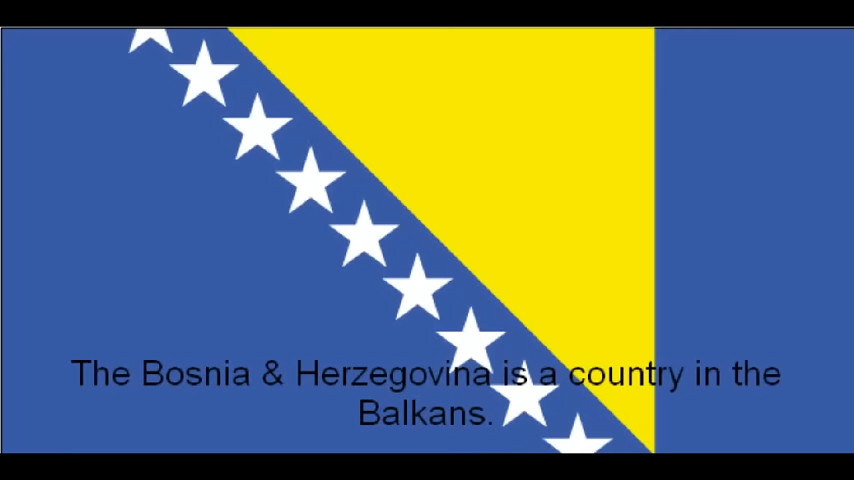 The Bosnia & Herzegovina is a country in the
Balkans.